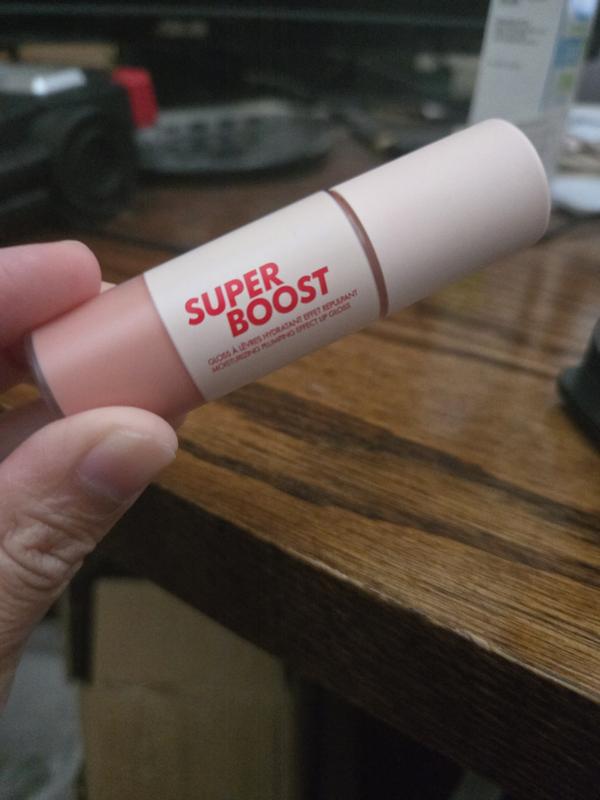 SUPER
BOOST
GLOSS À LÈVRES HYDRATANT EFFET REPULPANT
MOISTURIZING PLUMPING EFFECT LIP GLOSS